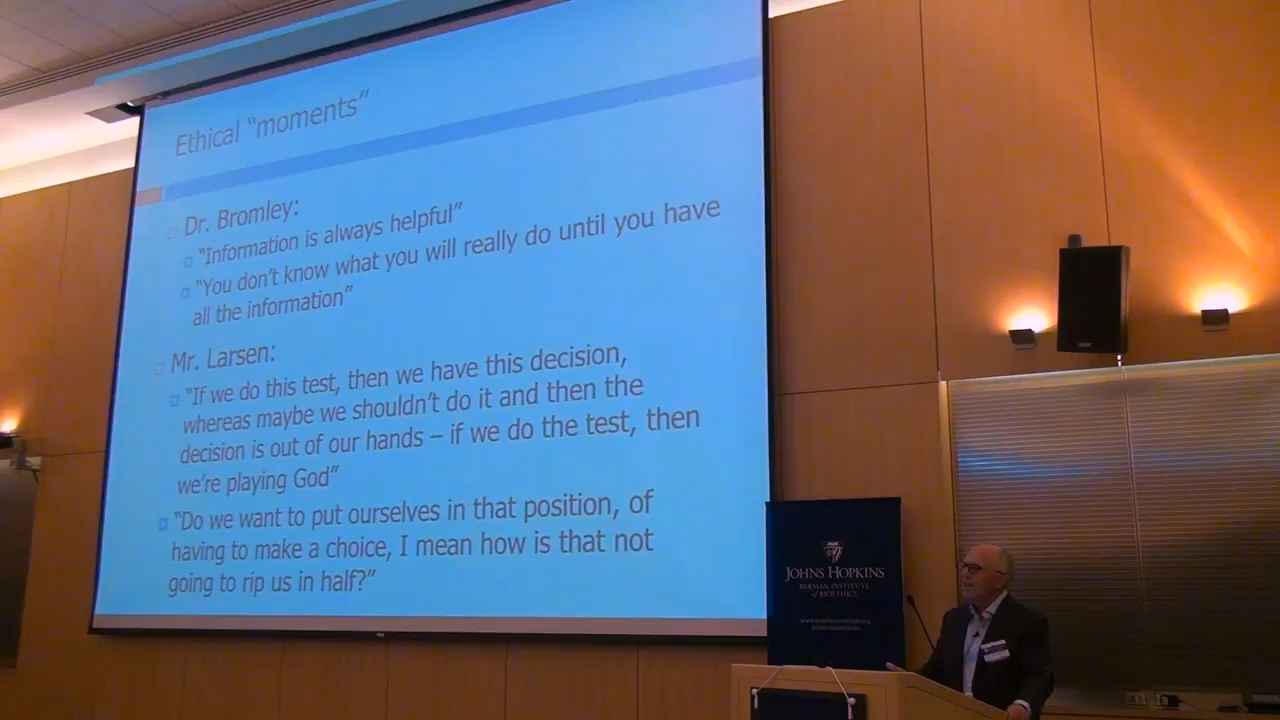 Ethical “moments”
Dr. Bromley:
“Information is always helpful”
“You don’t know what you will really do until you have
all the information”
Mr. Larsen:
“If we do this test, then we have this decision,
whereas maybe we shouldn’t do it and then the
decision is out of our hands – if we do the test, then
we’re playing God”
“Do we want to put ourselves in that position, of
having to make a choice, I mean how is that not
going to rip us in half?”
JOHNS HOPKINS
BERMAN INSTITUTE
of BIOETHICS